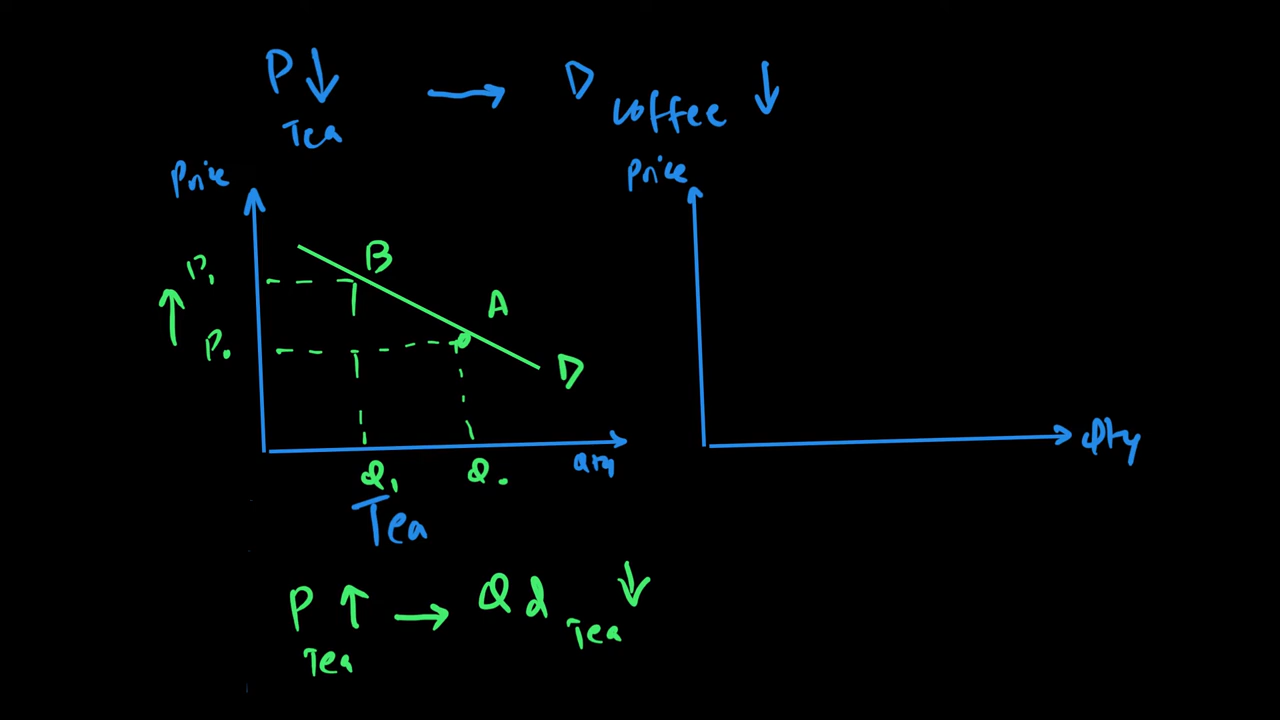 P↓ → D coffee ↓
Tea
Price
Price
B
P₁
A
P₀
D
Qty
Qty
Q₁ Q₀
Tea
P↑ → Qd Tea ↓
Tea